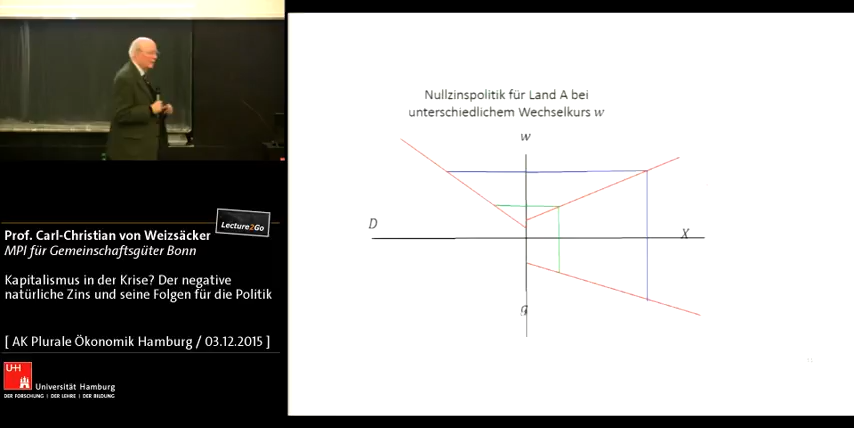 Nullzinspolitik für Land A bei
unterschiedlichem Wechselkurs w
w
D
X
g
Lecture2Go
Prof. Carl-Christian von Weizsäcker
MPI für Gemeinschaftsgüter Bonn
Kapitalismus in der Krise? Der negative
natürliche Zins und seine Folgen für die Politik
[ AK Plurale Ökonomik Hamburg / 03.12.2015 ]
UH
Universität Hamburg
DER FORSCHUNG | DER LEHRE | DER BILDUNG